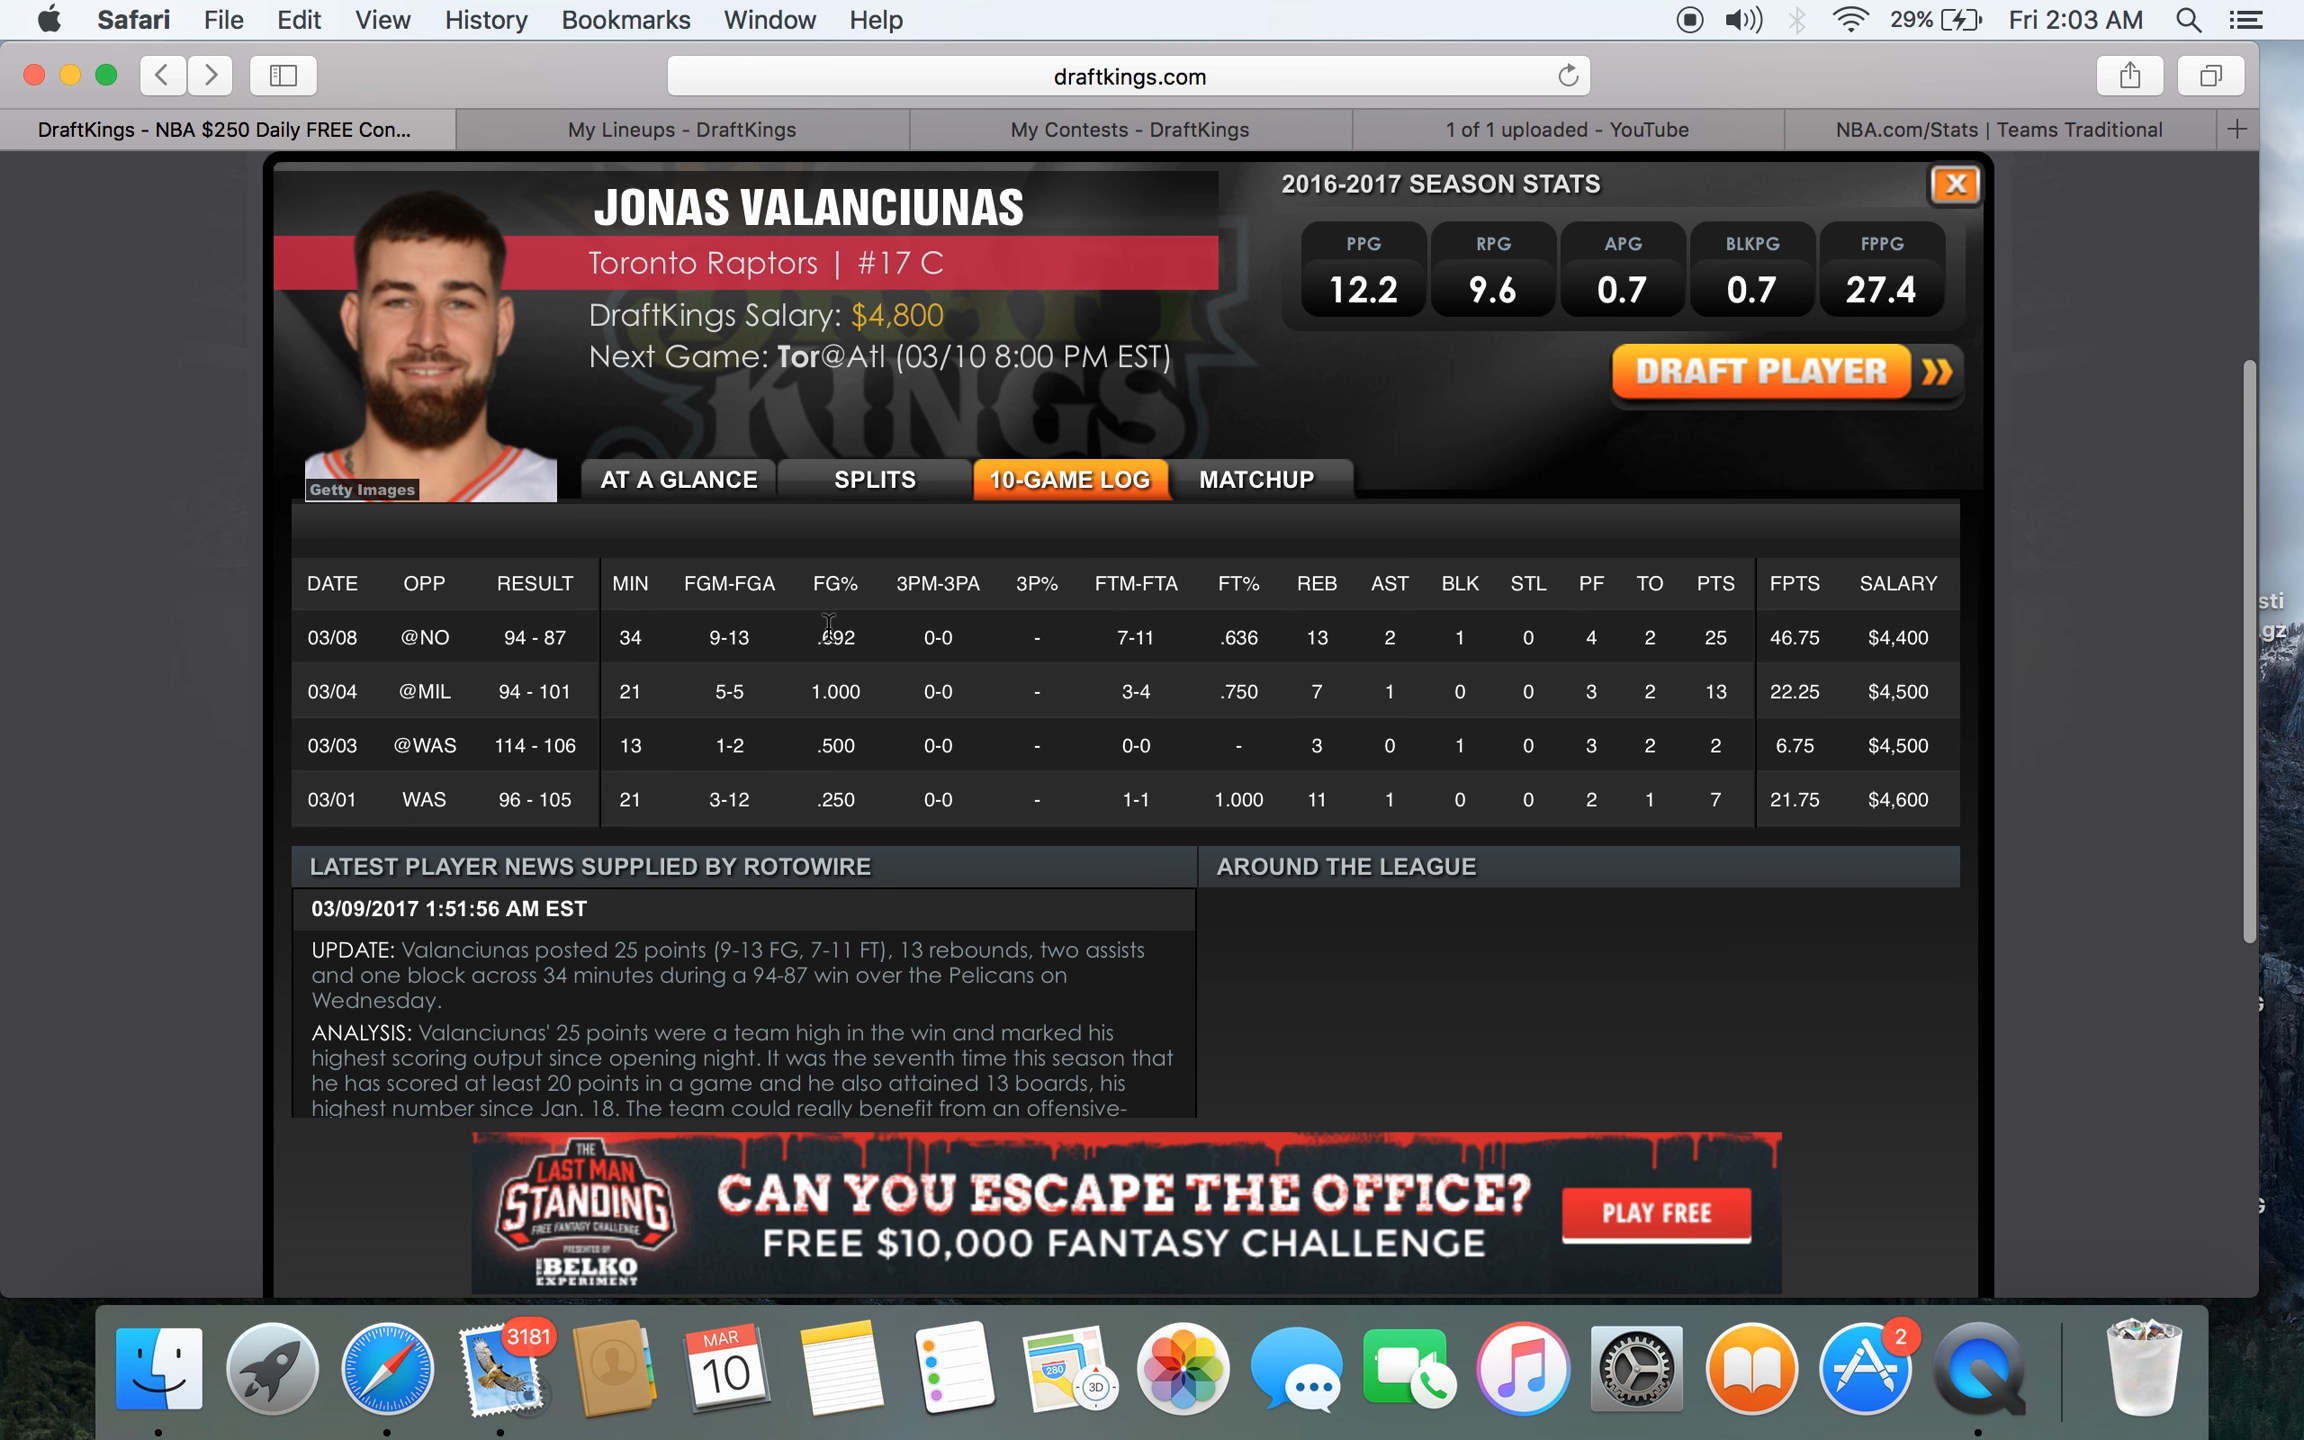 Safari File Edit View History Bookmarks Window Help 29% Fri 2:03 AM
draftkings.com
DraftKings - NBA $250 Daily FREE Con... My Lineups - DraftKings My Contests - DraftKings 1 of 1 uploaded - YouTube NBA.com/Stats | Teams Traditional
JONAS VALANCIUNAS
Toronto Raptors | #17 C
DraftKings Salary: $4,800
Next Game: Tor@Atl (03/10 8:00 PM EST)
2016-2017 SEASON STATS
X
PPG RPG APG BLKPG FPPG
12.2 9.6 0.7 0.7 27.4
DRAFT PLAYER
KINGS
Getty Images
AT A GLANCE SPLITS 10-GAME LOG MATCHUP
DATE OPP RESULT MIN FGM-FGA FG% 3PM-3PA 3P% FTM-FTA FT% REB AST BLK STL PF TO PTS FPTS SALARY
03/08 @NO 94 - 87 34 9-13 .692 0-0 - 7-11 .636 13 2 1 0 4 2 25 46.75 $4,400
03/04 @MIL 94 - 101 21 5-5 1.000 0-0 - 3-4 .750 7 1 0 0 3 2 13 22.25 $4,500
03/03 @WAS 114 - 106 13 1-2 .500 0-0 - 0-0 - 3 0 1 0 3 2 2 6.75 $4,500
03/01 WAS 96 - 105 21 3-12 .250 0-0 - 1-1 1.000 11 1 0 0 2 1 7 21.75 $4,600
LATEST PLAYER NEWS SUPPLIED BY ROTOWIRE
AROUND THE LEAGUE
03/09/2017 1:51:56 AM EST
UPDATE: Valanciunas posted 25 points (9-13 FG, 7-11 FT), 13 rebounds, two assists
and one block across 34 minutes during a 94-87 win over the Pelicans on
Wednesday.
ANALYSIS: Valanciunas' 25 points were a team high in the win and marked his
highest scoring output since opening night. It was the seventh time this season that
he has scored at least 20 points in a game and he also attained 13 boards, his
highest number since Jan. 18. The team could really benefit from an offensive-
THE
LAST MAN
STANDING
FREE FANTASY CHALLENGE
PRESENTED BY
THE BELKO
EXPERIMENT
CAN YOU ESCAPE THE OFFICE?
FREE $10,000 FANTASY CHALLENGE
PLAY FREE
sti
.gz
3181
MAR
10
280
3D
2